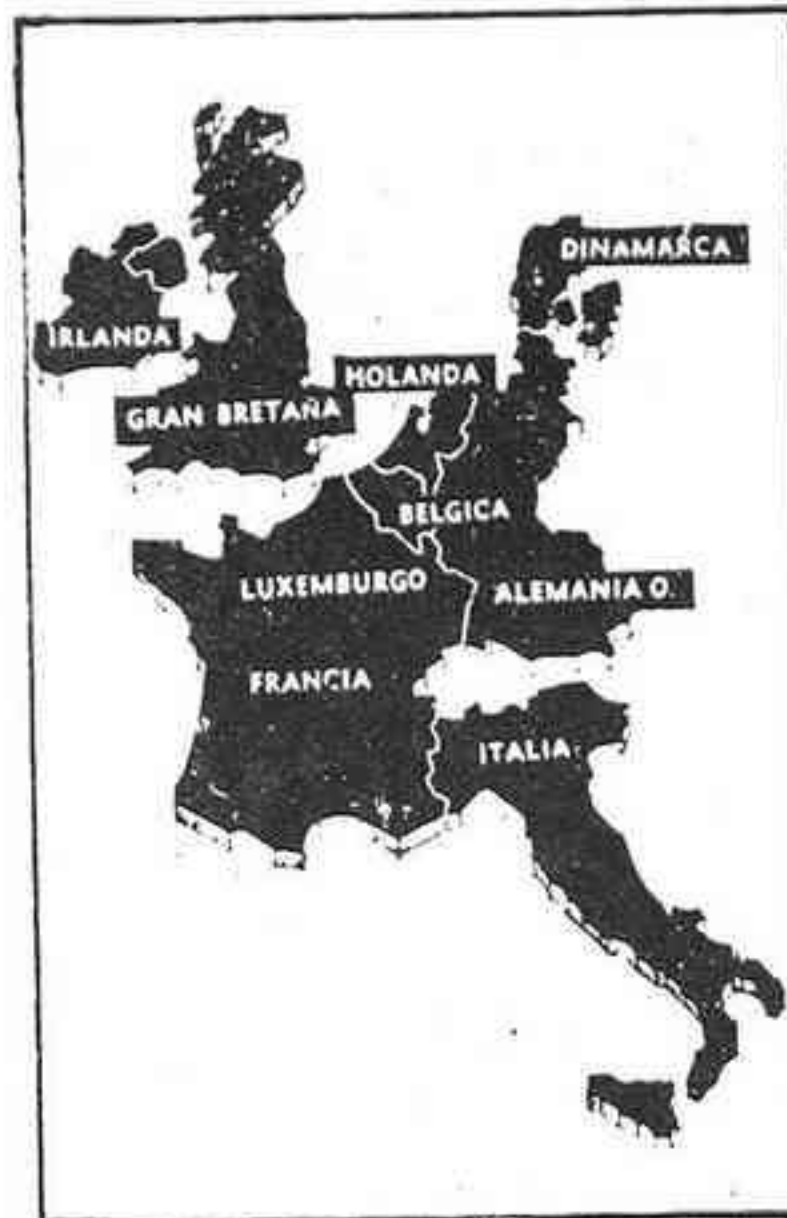 DINAMARCA
IRLANDA
HOLANDA
GRAN BRETAÑA
BELGICA
LUXEMBURGO
ALEMANIA O.
FRANCIA
ITALIA